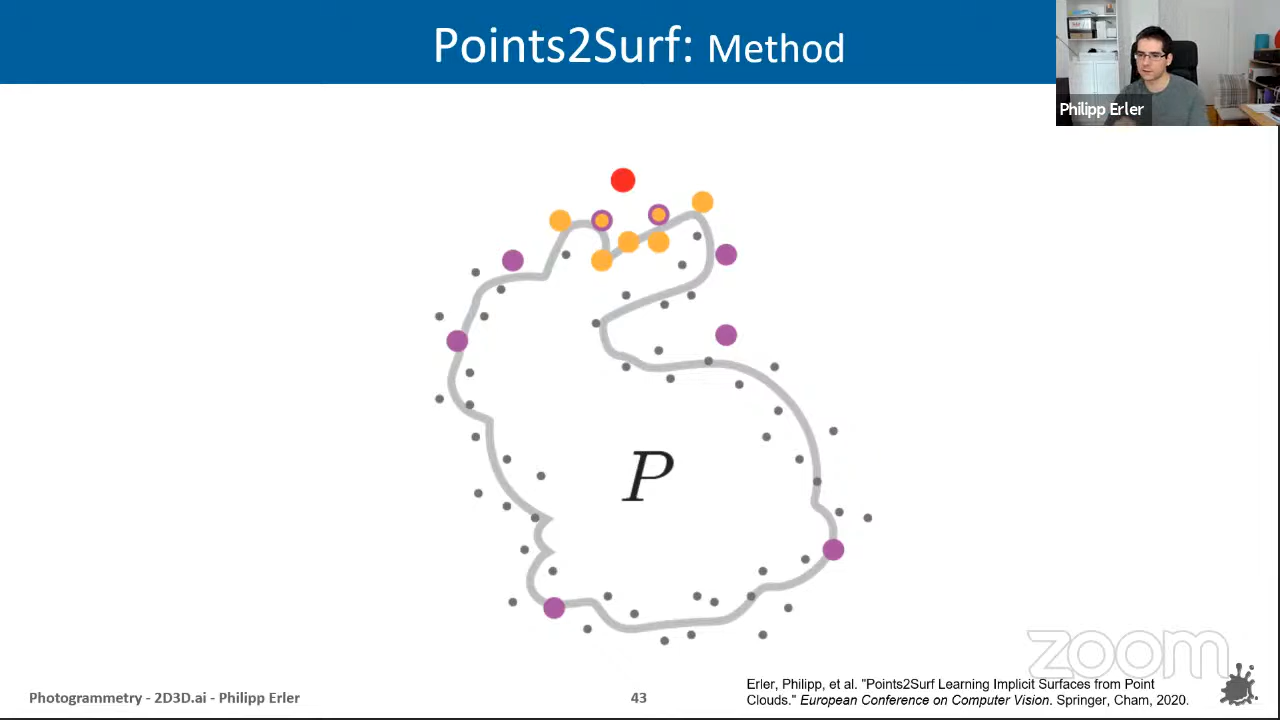 Points2Surf: Method
Philipp Erler
P
zoom
Photogrammetry - 2D3D.ai - Philipp Erler
43
Erler, Philipp, et al. "Points2Surf Learning Implicit Surfaces from Point
Clouds." European Conference on Computer Vision. Springer, Cham, 2020.